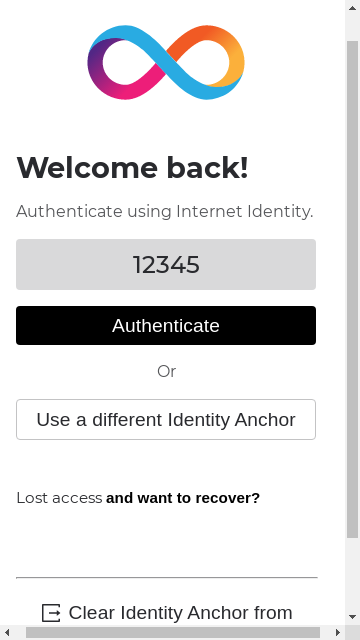 Welcome back!
Authenticate using Internet Identity.
12345
Authenticate
Or
Use a different Identity Anchor
Lost access and want to recover?
Clear Identity Anchor from